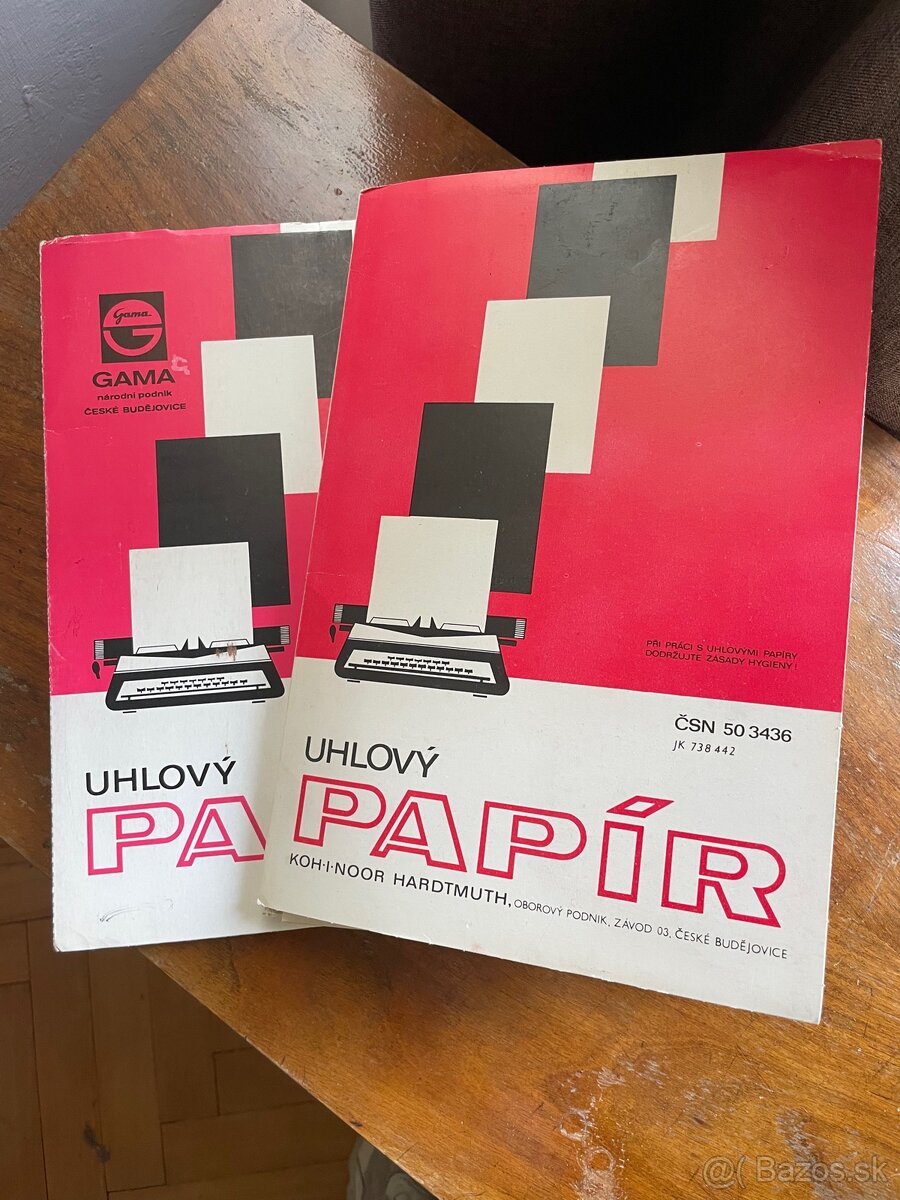 Gama
GAMA
národní podnik
ČESKÉ BUDĚJOVICE
UHLOVÝ
PA
PŘI PRÁCI S UHLOVÝMI PAPÍRY
DODRŽUJTE ZÁSADY HYGIENY!
ČSN 50 3436
JK 738 442
UHLOVÝ
PAPÍR
KOH-I-NOOR HARDTMUTH, OBOROVÝ PODNIK, ZÁVOD 03, ČESKÉ BUDĚJOVICE
@( Bazos.sk